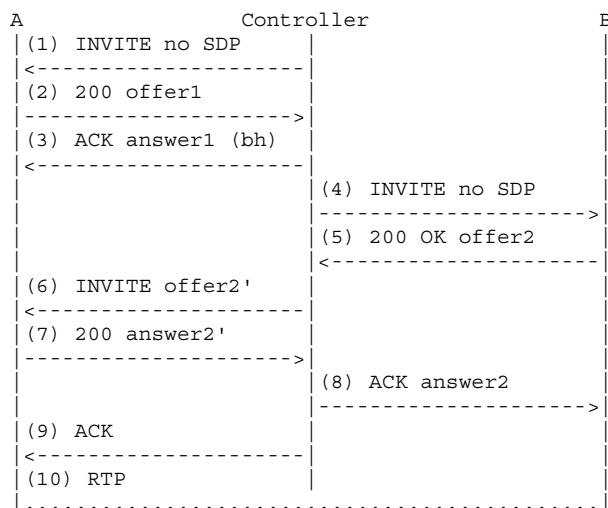 A Controller B
(1) INVITE no SDP
(2) 200 offer1
(3) ACK answer1 (bh)
(4) INVITE no SDP
(5) 200 OK offer2
(6) INVITE offer2'
(7) 200 answer2'
(8) ACK answer2
(9) ACK
(10) RTP